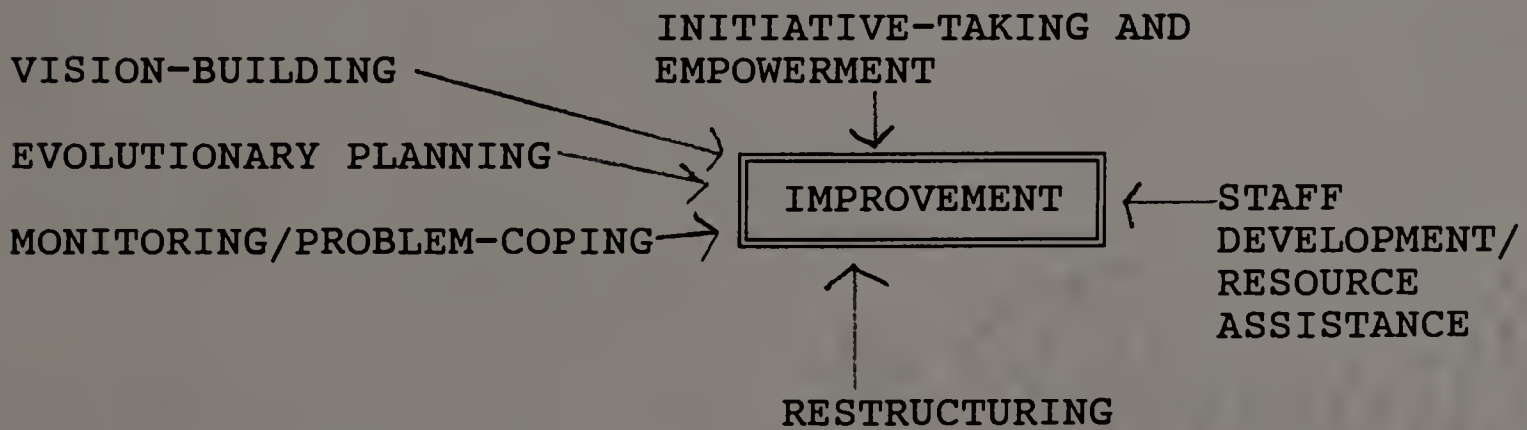 INITIATIVE-TAKING AND
EMPOWERMENT
VISION-BUILDING
EVOLUTIONARY PLANNING
MONITORING/PROBLEM-COPING
IMPROVEMENT
STAFF
DEVELOPMENT/
RESOURCE
ASSISTANCE
RESTRUCTURING